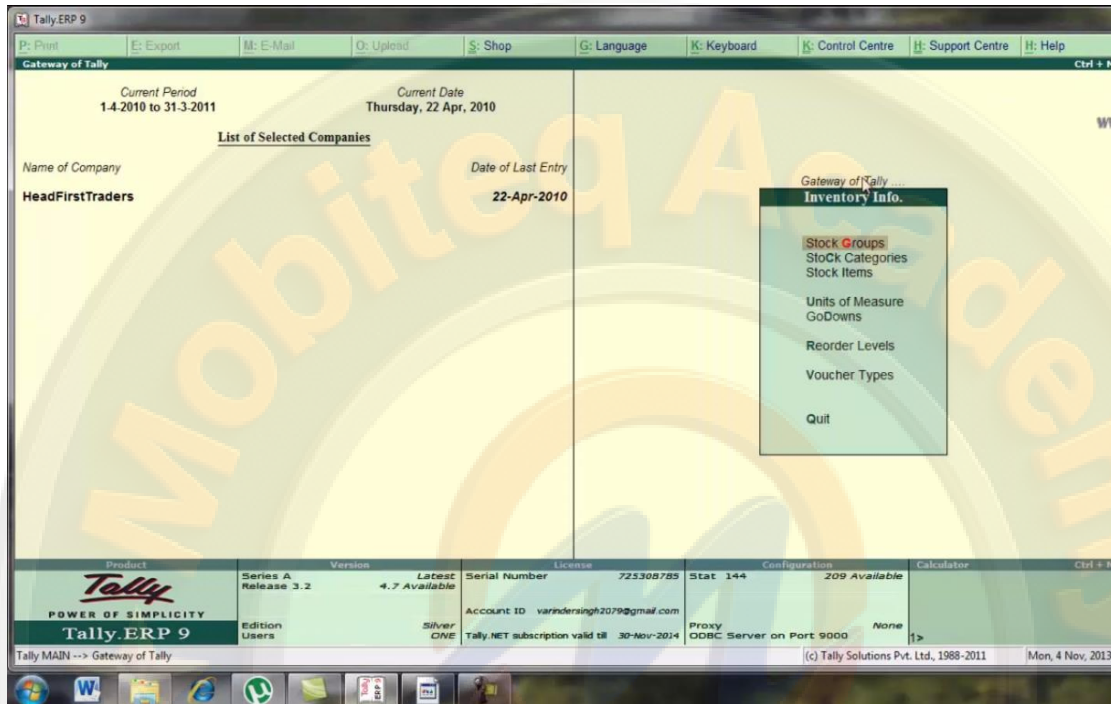 Tally.ERP 9
P: Print E: Export M: E-Mail O: Upload S: Shop G: Language K: Keyboard K: Control Centre H: Support Centre H: Help
Gateway of Tally Ctrl +
Current Period Current Date
1-4-2010 to 31-3-2011 Thursday, 22 Apr, 2010
List of Selected Companies
Name of Company Date of Last Entry
HeadFirstTraders 22-Apr-2010
Gateway of Tally ....
Inventory Info.
Stock Groups
StoCk Categories
Stock Items
Units of Measure
GoDowns
Reorder Levels
Voucher Types
Quit
Mobiteq Academ
Product Version License Configuration Calculator Ctrl +
Tally
POWER OF SIMPLICITY
Tally.ERP 9
Series A Latest
Release 3.2 4.7 Available
Edition Silver
Users ONE
Serial Number 725308785
Account ID varindersingh2079@gmail.com
Tally.NET subscription valid till 30-Nov-2014
Stat 144 209 Available
Proxy None
ODBC Server on Port 9000
1>
Tally MAIN --> Gateway of Tally (c) Tally Solutions Pvt. Ltd., 1988-2011 Mon, 4 Nov, 2013